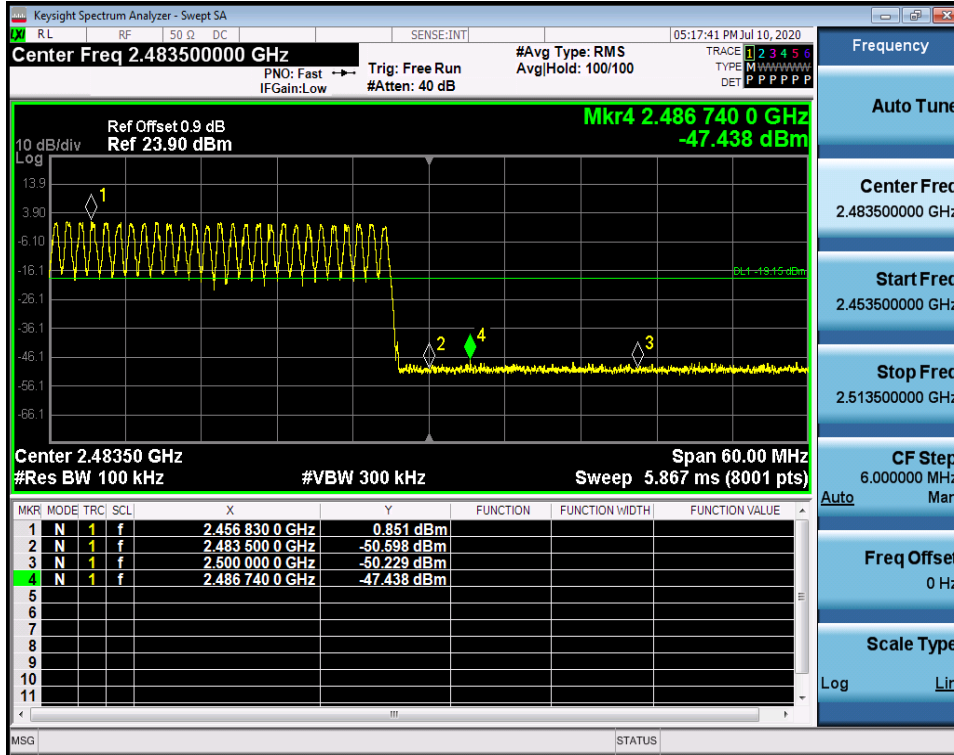 Keysight Spectrum Analyzer - Swept SA
LXI RL RF 50 Ω DC SENSE:INT 05:17:41 PM Jul 10, 2020
Center Freq 2.483500000 GHz
PNO: Fast
IFGain:Low
Trig: Free Run
#Atten: 40 dB
#Avg Type: RMS
Avg|Hold: 100/100
TRACE 1 2 3 4 5 6
TYPE M W W W W W
DET P P P P P P
Mkr4 2.486 740 0 GHz
-47.438 dBm
Ref Offset 0.9 dB
10 dB/div Ref 23.90 dBm
Log
13.9
3.90
-6.10
-16.1
-26.1
-36.1
-46.1
-56.1
-66.1
1
2
4
3
DL1 -19.15 dBm
Center 2.48350 GHz Span 60.00 MHz
#Res BW 100 kHz #VBW 300 kHz Sweep 5.867 ms (8001 pts)
MKR MODE TRC SCL X Y FUNCTION FUNCTION WIDTH FUNCTION VALUE
1 N 1 f 2.456 830 0 GHz 0.851 dBm
2 N 1 f 2.483 500 0 GHz -50.598 dBm
3 N 1 f 2.500 000 0 GHz -50.229 dBm
4 N 1 f 2.486 740 0 GHz -47.438 dBm
5
6
7
8
9
10
11
MSG STATUS
Frequency
Auto Tune
Center Freq
2.483500000 GHz
Start Freq
2.453500000 GHz
Stop Freq
2.513500000 GHz
CF Step
6.000000 MHz
Auto Man
Freq Offset
0 Hz
Scale Type
Log Lin